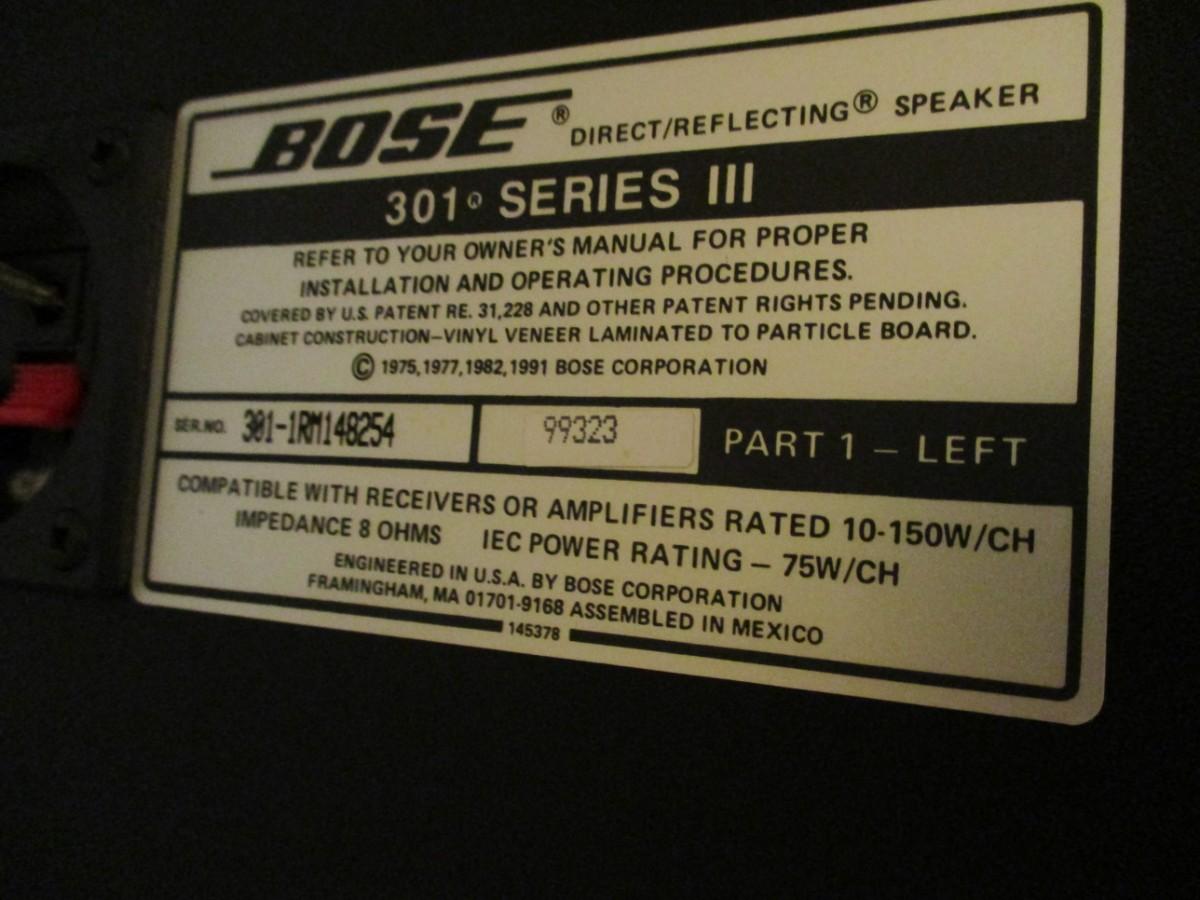 BOSE® DIRECT/REFLECTING® SPEAKER
301® SERIES III
REFER TO YOUR OWNER'S MANUAL FOR PROPER
INSTALLATION AND OPERATING PROCEDURES.
COVERED BY U.S. PATENT RE. 31,228 AND OTHER PATENT RIGHTS PENDING.
CABINET CONSTRUCTION—VINYL VENEER LAMINATED TO PARTICLE BOARD.
© 1975,1977,1982,1991 BOSE CORPORATION
SER.NO. 301-1RM148254 99323 PART 1 — LEFT
COMPATIBLE WITH RECEIVERS OR AMPLIFIERS RATED 10-150W/CH
IMPEDANCE 8 OHMS IEC POWER RATING — 75W/CH
ENGINEERED IN U.S.A. BY BOSE CORPORATION
FRAMINGHAM, MA 01701-9168 ASSEMBLED IN MEXICO
145378